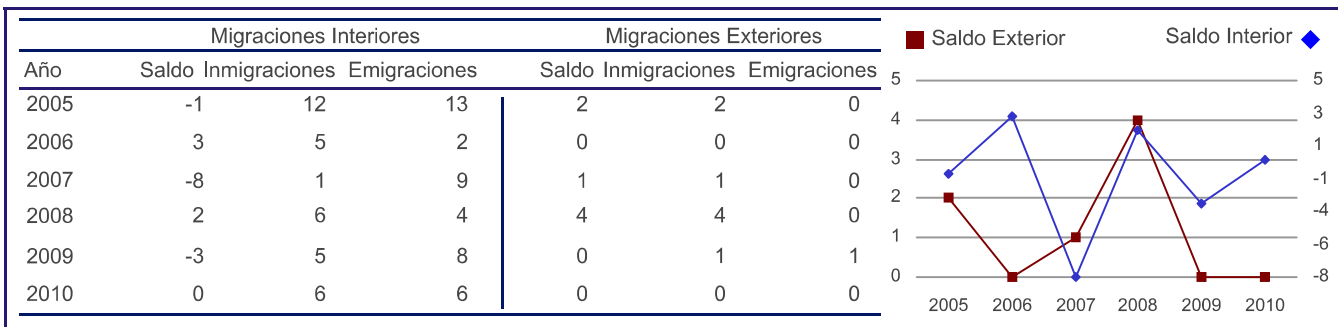 Migraciones Interiores Migraciones Exteriores
Año Saldo Inmigraciones Emigraciones Saldo Inmigraciones Emigraciones
2005 -1 12 13 2 2 0
2006 3 5 2 0 0 0
2007 -8 1 9 1 1 0
2008 2 6 4 4 4 0
2009 -3 5 8 0 1 1
2010 0 6 6 0 0 0
Saldo Exterior Saldo Interior
5 5
4 3
3 1
2 -1
1 -4
0 -6
-8
2005 2006 2007 2008 2009 2010